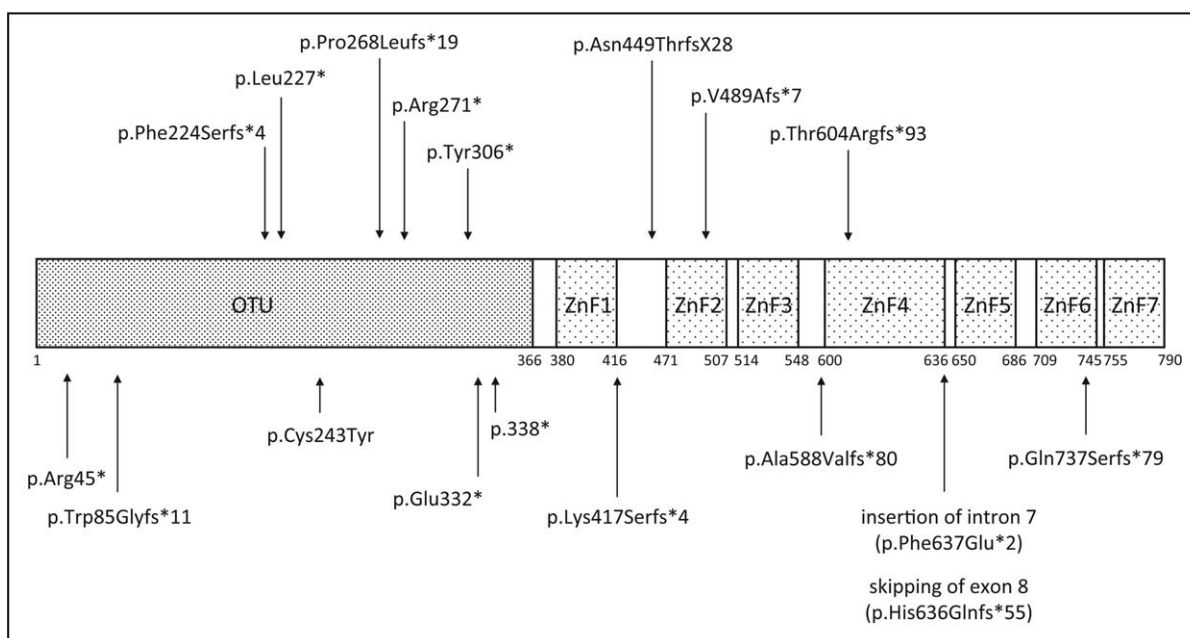 p.Pro268Leufs*19
p.Asn449ThrfsX28
p.Leu227*
p.V489Afs*7
p.Arg271*
p.Phe224Serfs*4
p.Thr604Argfs*93
p.Tyr306*
OTU ZnF1 ZnF2 ZnF3 ZnF4 ZnF5 ZnF6 ZnF7
1 366 380 416 471 507 514 548 600 636 650 686 709 745 755 790
p.Cys243Tyr
p.338*
p.Arg45*
p.Ala588Valfs*80
p.Gln737Serfs*79
p.Glu332*
p.Trp85Glyfs*11
p.Lys417Serfs*4
insertion of intron 7
(p.Phe637Glu*2)
skipping of exon 8
(p.His636Glnfs*55)